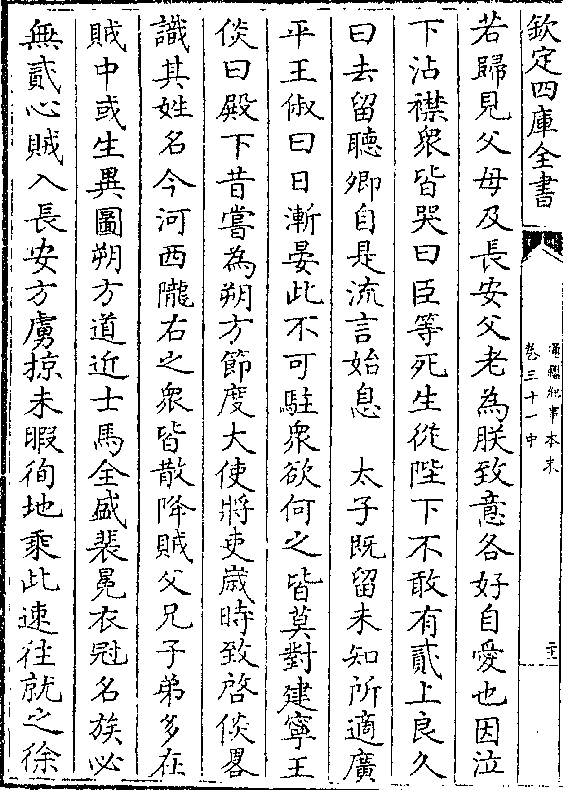 欽定四庫全書
通鑑紀事本末
卷三十一中
若歸見父母及長安父老為朕致意各好自愛也因泣
下沾襟衆皆哭曰臣等死生從陛下不敢有貳上良久
曰去留聽卿自是流言始息　太子既留未知所適廣
平王俶曰日漸晏此不可駐衆欲何之皆莫對建寧王
倓曰殿下昔嘗為朔方節度大使將吏歲時致啓倓畧
識其姓名今河西隴右之衆皆散降賊父兄子弟多在
賊中或生異圖朔方道近士馬全盛裴冕衣冠名族必
無貳心賊入長安方虜掠未暇徇地乘此速往就之徐